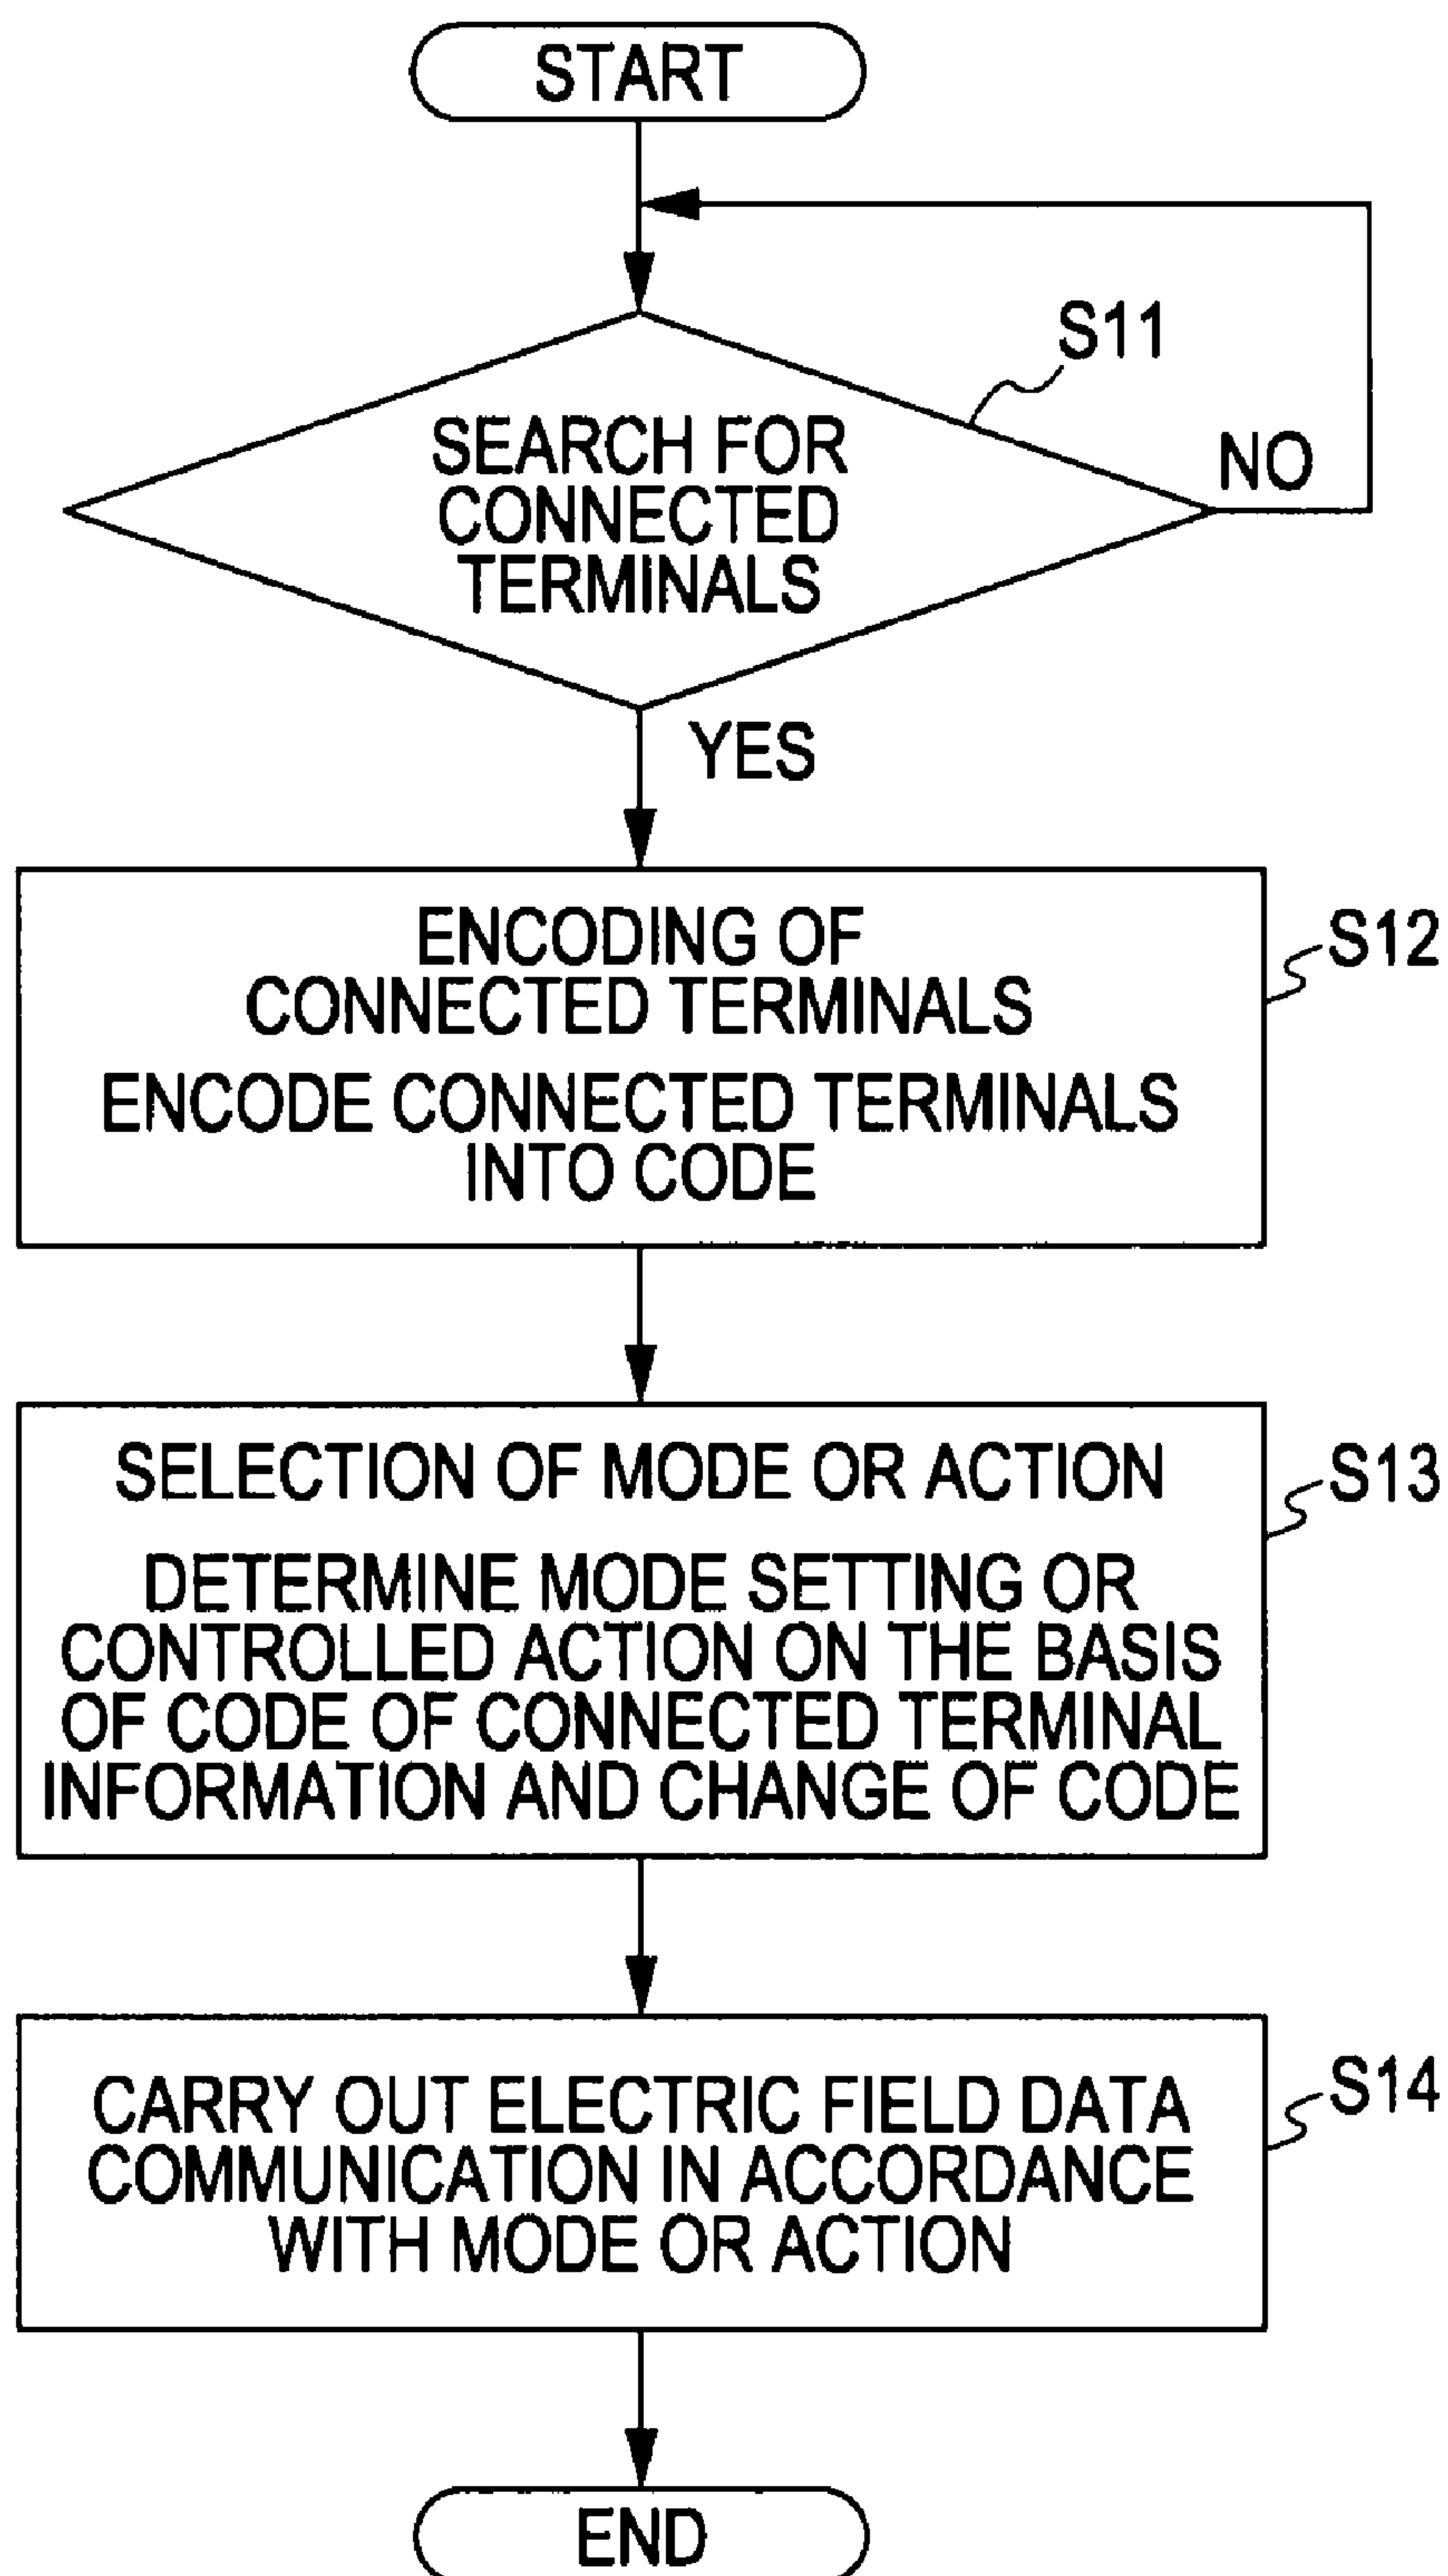 START
S11
SEARCH FOR
CONNECTED
TERMINALS
NO
YES
ENCODING OF
CONNECTED TERMINALS
ENCODE CONNECTED TERMINALS
INTO CODE
S12
SELECTION OF MODE OR ACTION
DETERMINE MODE SETTING OR
CONTROLLED ACTION ON THE BASIS
OF CODE OF CONNECTED TERMINAL
INFORMATION AND CHANGE OF CODE
S13
CARRY OUT ELECTRIC FIELD DATA
COMMUNICATION IN ACCORDANCE
WITH MODE OR ACTION
S14
END